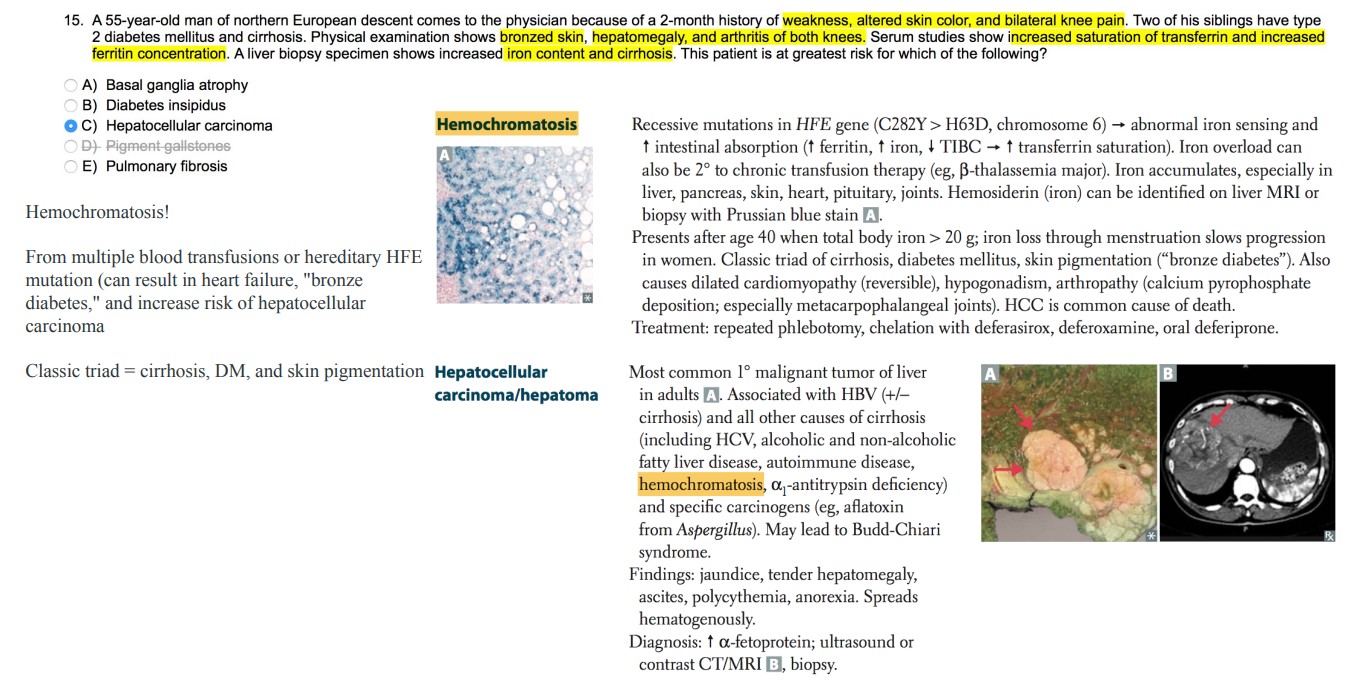 15. A 55-year-old man of northern European descent comes to the physician because of a 2-month history of weakness, altered skin color, and bilateral knee pain. Two of his siblings have type
2 diabetes mellitus and cirrhosis. Physical examination shows bronzed skin, hepatomegaly, and arthritis of both knees. Serum studies show increased saturation of transferrin and increased
ferritin concentration. A liver biopsy specimen shows increased iron content and cirrhosis. This patient is at greatest risk for which of the following?
A) Basal ganglia atrophy
B) Diabetes insipidus
C) Hepatocellular carcinoma
D) Pigment gallstones
E) Pulmonary fibrosis
Hemochromatosis!
From multiple blood transfusions or hereditary HFE
mutation (can result in heart failure, "bronze
diabetes," and increase risk of hepatocellular
carcinoma
Classic triad = cirrhosis, DM, and skin pigmentation
Hemochromatosis
A
Recessive mutations in HFE gene (C282Y > H63D, chromosome 6) → abnormal iron sensing and
↑ intestinal absorption (↑ ferritin, ↑ iron, ↓ TIBC → ↑ transferrin saturation). Iron overload can
also be 2° to chronic transfusion therapy (eg, β-thalassemia major). Iron accumulates, especially in
liver, pancreas, skin, heart, pituitary, joints. Hemosiderin (iron) can be identified on liver MRI or
biopsy with Prussian blue stain A.
Presents after age 40 when total body iron > 20 g; iron loss through menstruation slows progression
in women. Classic triad of cirrhosis, diabetes mellitus, skin pigmentation (“bronze diabetes”). Also
causes dilated cardiomyopathy (reversible), hypogonadism, arthropathy (calcium pyrophosphate
deposition; especially metacarpophalangeal joints). HCC is common cause of death.
Treatment: repeated phlebotomy, chelation with deferasirox, deferoxamine, oral deferiprone.
Hepatocellular
carcinoma/hepatoma
Most common 1° malignant tumor of liver
in adults A. Associated with HBV (+/–
cirrhosis) and all other causes of cirrhosis
(including HCV, alcoholic and non-alcoholic
fatty liver disease, autoimmune disease,
hemochromatosis, α₁-antitrypsin deficiency)
and specific carcinogens (eg, aflatoxin
from Aspergillus). May lead to Budd-Chiari
syndrome.
Findings: jaundice, tender hepatomegaly,
ascites, polycythemia, anorexia. Spreads
hematogenously.
Diagnosis: ↑ α-fetoprotein; ultrasound or
contrast CT/MRI B, biopsy.
A
B
℞